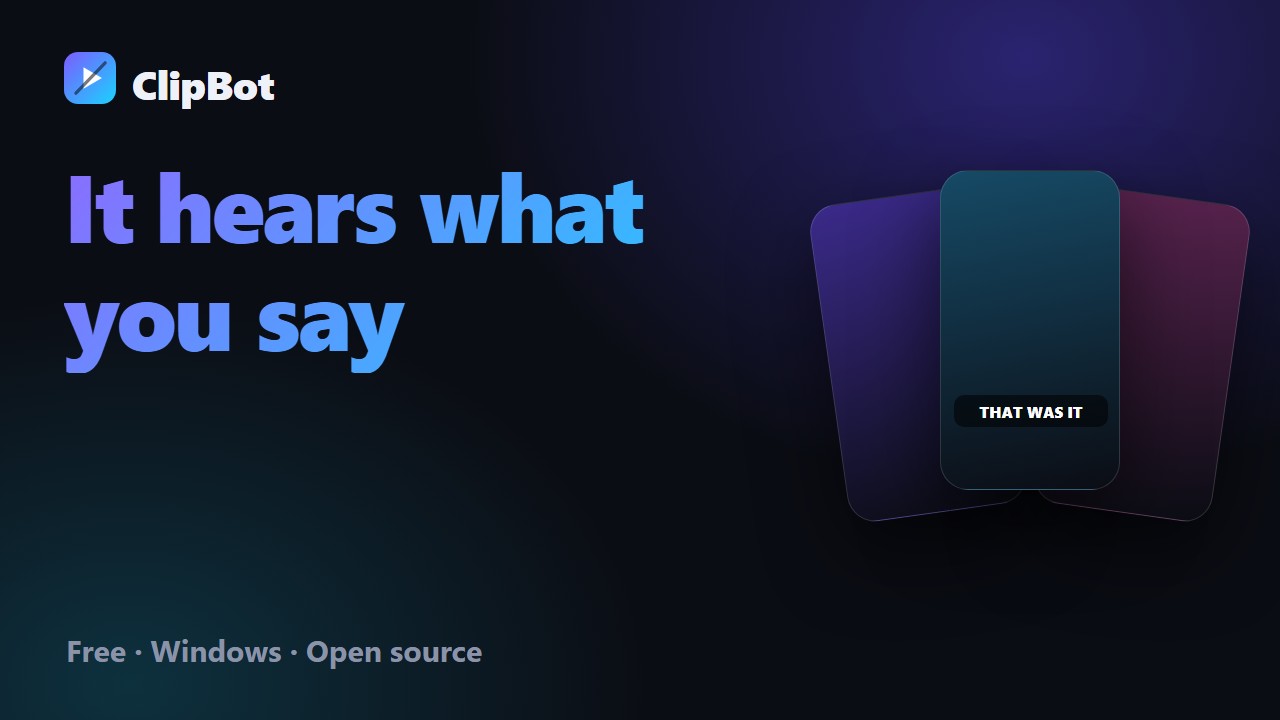 ClipBot
It hears what
you say
THAT WAS IT
Free · Windows · Open source